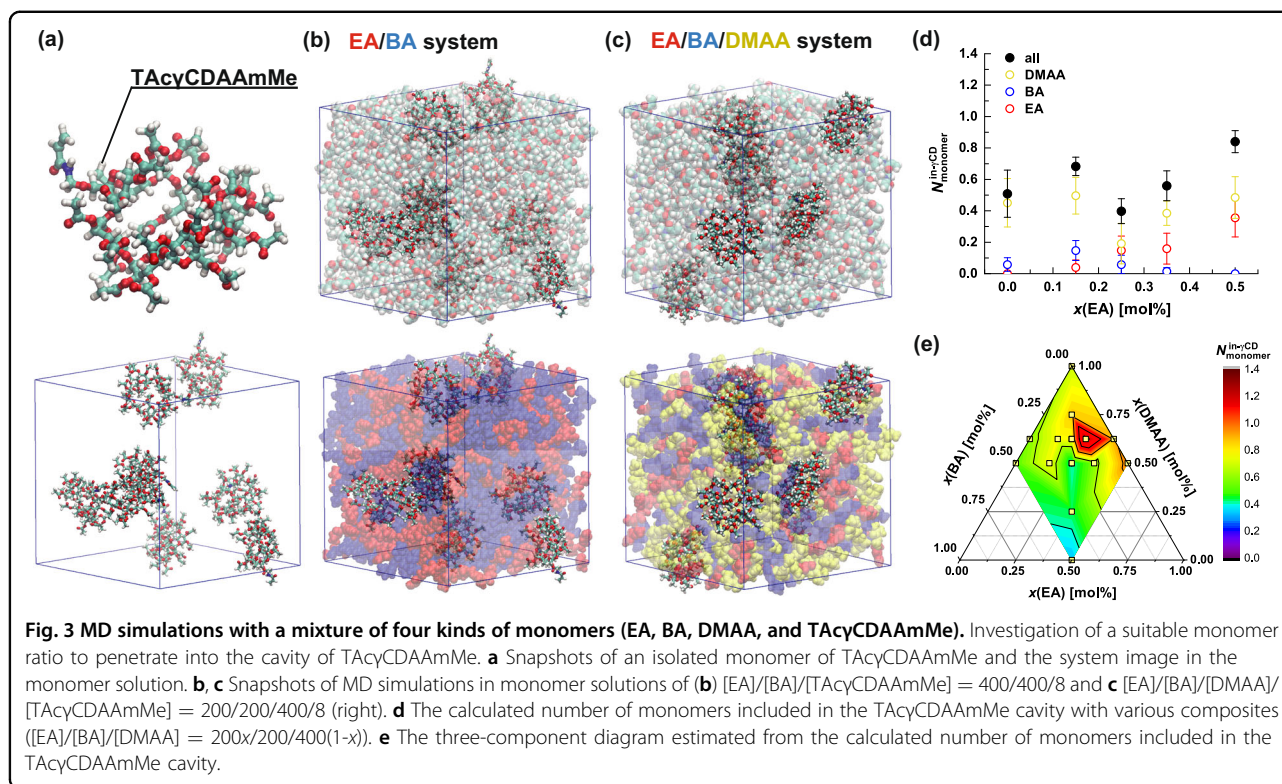 (a)
TAcγCDAAmMe
(b) EA/BA system
(c) EA/BA/DMAA system
(d)
1.4
1.2
1.0
0.8
0.6
0.4
0.2
0.0
N monomer in-γCD
all
DMAA
BA
EA
0.0 0.1 0.2 0.3 0.4 0.5
x(EA) [mol%]
(e)
0.00
0.25
0.50
0.75
1.00
x(BA) [mol%]
1.00
0.75
0.50
0.25
0.00
x(DMAA) [mol%]
0.00 0.25 0.50 0.75 1.00
x(EA) [mol%]
N monomer in-γCD
1.4
1.2
1.0
0.8
0.6
0.4
0.2
0.0
Fig. 3 MD simulations with a mixture of four kinds of monomers (EA, BA, DMAA, and TAcγCDAAmMe). Investigation of a suitable monomer
ratio to penetrate into the cavity of TAcγCDAAmMe. a Snapshots of an isolated monomer of TAcγCDAAmMe and the system image in the
monomer solution. b, c Snapshots of MD simulations in monomer solutions of (b) [EA]/[BA]/[TAcγCDAAmMe] = 400/400/8 and c [EA]/[BA]/[DMAA]/
[TAcγCDAAmMe] = 200/200/400/8 (right). d The calculated number of monomers included in the TAcγCDAAmMe cavity with various composites
([EA]/[BA]/[DMAA] = 200x/200/400(1-x)). e The three-component diagram estimated from the calculated number of monomers included in the
TAcγCDAAmMe cavity.